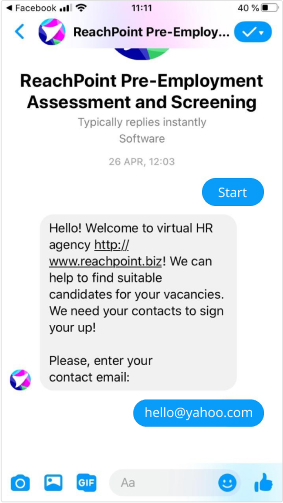 Facebook 11:11 40 %
ReachPoint Pre-Employ...
ReachPoint Pre-Employment
Assessment and Screening
Typically replies instantly
Software
26 APR, 12:03
Start
Hello! Welcome to virtual HR
agency http://
www.reachpoint.biz! We can
help to find suitable
candidates for your vacancies.
We need your contacts to sign
your up!
Please, enter your
contact email:
hello@yahoo.com
GIF Aa